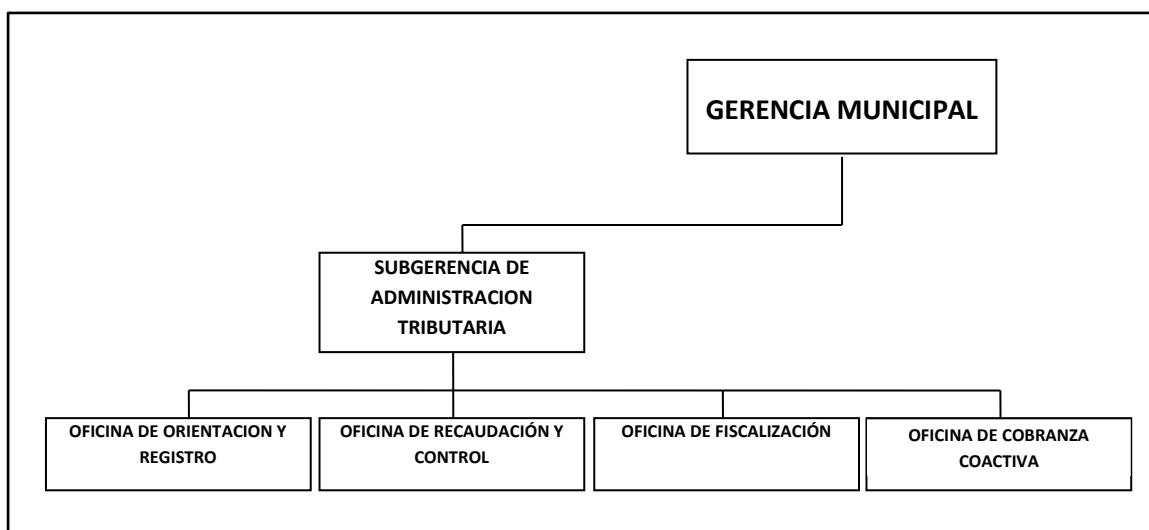 GERENCIA MUNICIPAL
SUBGERENCIA DE
ADMINISTRACION
TRIBUTARIA
OFICINA DE ORIENTACION Y
REGISTRO
OFICINA DE RECAUDACIÓN Y
CONTROL
OFICINA DE FISCALIZACIÓN
OFICINA DE COBRANZA
COACTIVA